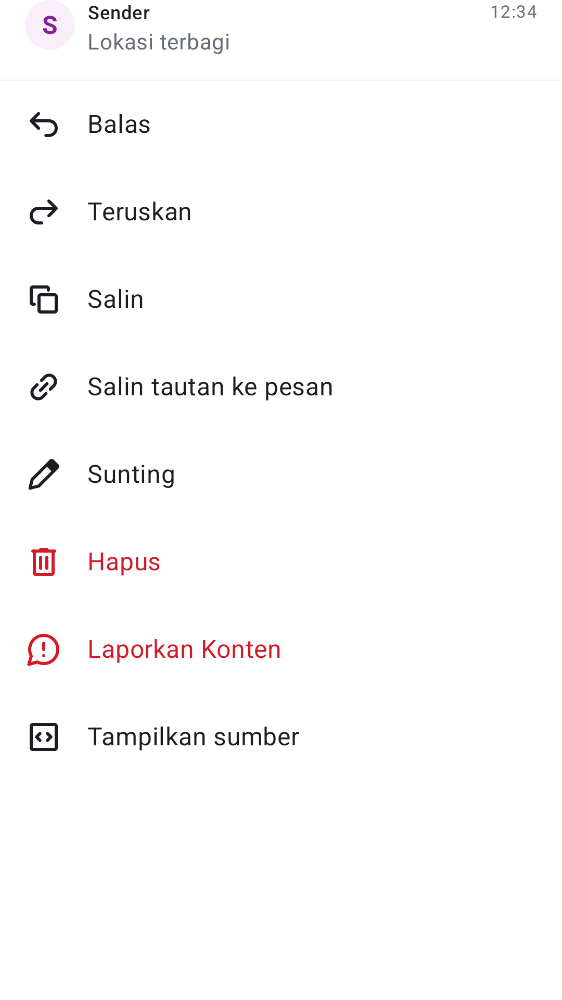 S
Sender
12:34
Lokasi terbagi
Balas
Teruskan
Salin
Salin tautan ke pesan
Sunting
Hapus
Laporkan Konten
Tampilkan sumber